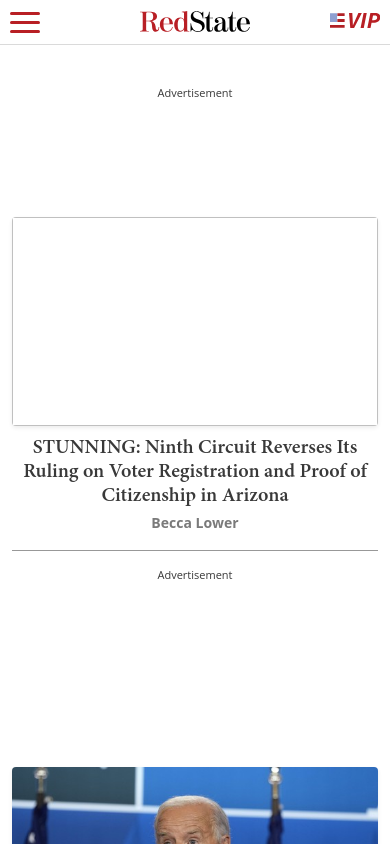 RedState
VIP
Advertisement
STUNNING: Ninth Circuit Reverses Its
Ruling on Voter Registration and Proof of
Citizenship in Arizona
Becca Lower
Advertisement